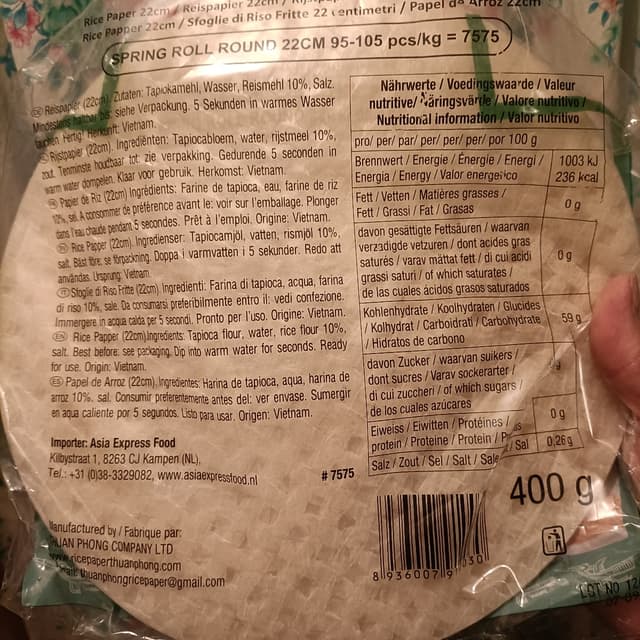 Rice Paper 22cm / Reispapier 22cm /
Rice Papper 22cm / Sfoglie di Riso Fritte 22 centimetri / Papel de Arroz 22cm
SPRING ROLL ROUND 22CM 95-105 pcs/kg = 7575
DE Reispapier (22cm), Zutaten: Tapiokamehl, Wasser, Reismehl 10%, Salz.
Mindestens haltbar bis: siehe Verpackung. 5 Sekunden in warmes Wasser
tauchen. Fertig! Herkunft: Vietnam.
Rijstpapier (22cm). Ingrediënten: Tapiocabloem, water, rijstmeel 10%,
zout. Tenminste houdbaar tot: zie verpakking. Gedurende 5 seconden in
warm water dompelen. Klaar voor gebruik. Herkomst: Vietnam.
Papier de Riz (22cm) Ingrédients: Farine de tapioca, eau, farine de riz
10%, sel. A consommer de préférence avant le: voir sur l'emballage. Plonger
dans l'eau chaude pendant 5 secondes. Prêt à l'emploi. Origine: Vietnam.
Rice Papper (22cm) Ingredienser: Tapiocamjöl, vatten, rismjöl 10%,
salt. Bäst före: se förpackning. Doppa i varmvatten i 5 sekunder. Redo att
användas. Ursprung: Vietnam.
IT Sfoglie di Riso Fritte (22cm). Ingredienti: Farina di tapioca, acqua, farina
di riso 10%, sale. Da consumarsi preferibilmente entro il: vedi confezione.
Immergere in acqua calda per 5 secondi. Pronto per l'uso. Origine: Vietnam.
EN Rice Papper (22cm)Ingredients: Tapioca flour, water, rice flour 10%,
salt. Best before: see packaging. Dip into warm water for seconds. Ready
for use. Origin: Vietnam.
ES Papel de Arroz (22cm), Ingredientes: Harina de tapioca, aqua, harina de
arroz 10%. sal. Consumir preferentemente antes del: ver envase. Sumergir
en aqua caliente por 5 segundos. Listo para usar. Origen: Vietnam.
Importer: Asia Express Food
Kilbystraat 1, 8263 CJ Kampen (NL),
Tel.: +31 (0)38-3329082, www.asiaexpressfood.nl
# 7575
Manufactured by / Fabrique par:
THUAN PHONG COMPANY LTD
www.ricepaperthuanphong.com
Email: thuanphongricepaper@gmail.com
Nährwerte / Voedingswaarde / Valeur
nutritive/ Näringsvärde / Valore nutritivo /
Nutritional information / Valor nutritivo
pro/ per/ par/ per/ per/ per/ por 100 g
Brennwert / Energie / Énergie / Energi /
Energia / Energy / Valor energetico
1003 kJ
236 kcal
Fett / Vetten / Matières grasses /
Fett / Grassi / Fat / Grasas
0 g
davon gesättigte Fettsäuren / waarvan
verzadigde vetzuren / dont acides gras
saturés / varav mättat fett / di cui acidi
grassi saturi / of which saturates /
de las cuales ácidos grasos saturados
0 g
Kohlenhydrate / Koolhydraten / Glucides
/ Kolhydrat / Carboidrati / Carbohydrate
/ Hidratos de carbono
59 g
davon Zucker / waarvan suikers /
dont sucres / Varav sockerarter /
di cui zuccheri / of which sugars /
de los cuales azúcares
g
Eiweiss / Eiwitten / Protéines /
protein / Proteine / Protein /
0 g
Salz / Zout / Sel / Salt / Sale / Sal
0,26 g
400 g
8 936007 9 030
LOT NO